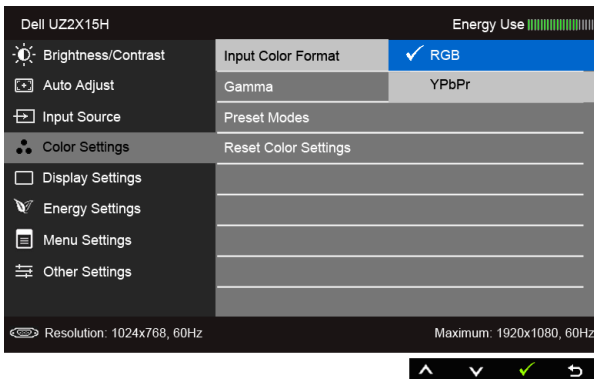 Dell UZ2X15H Energy Use
Brightness/Contrast Input Color Format RGB
Auto Adjust Gamma YPbPr
Input Source Preset Modes
Color Settings Reset Color Settings
Display Settings
Energy Settings
Menu Settings
Other Settings
Resolution: 1024x768, 60Hz Maximum: 1920x1080, 60Hz